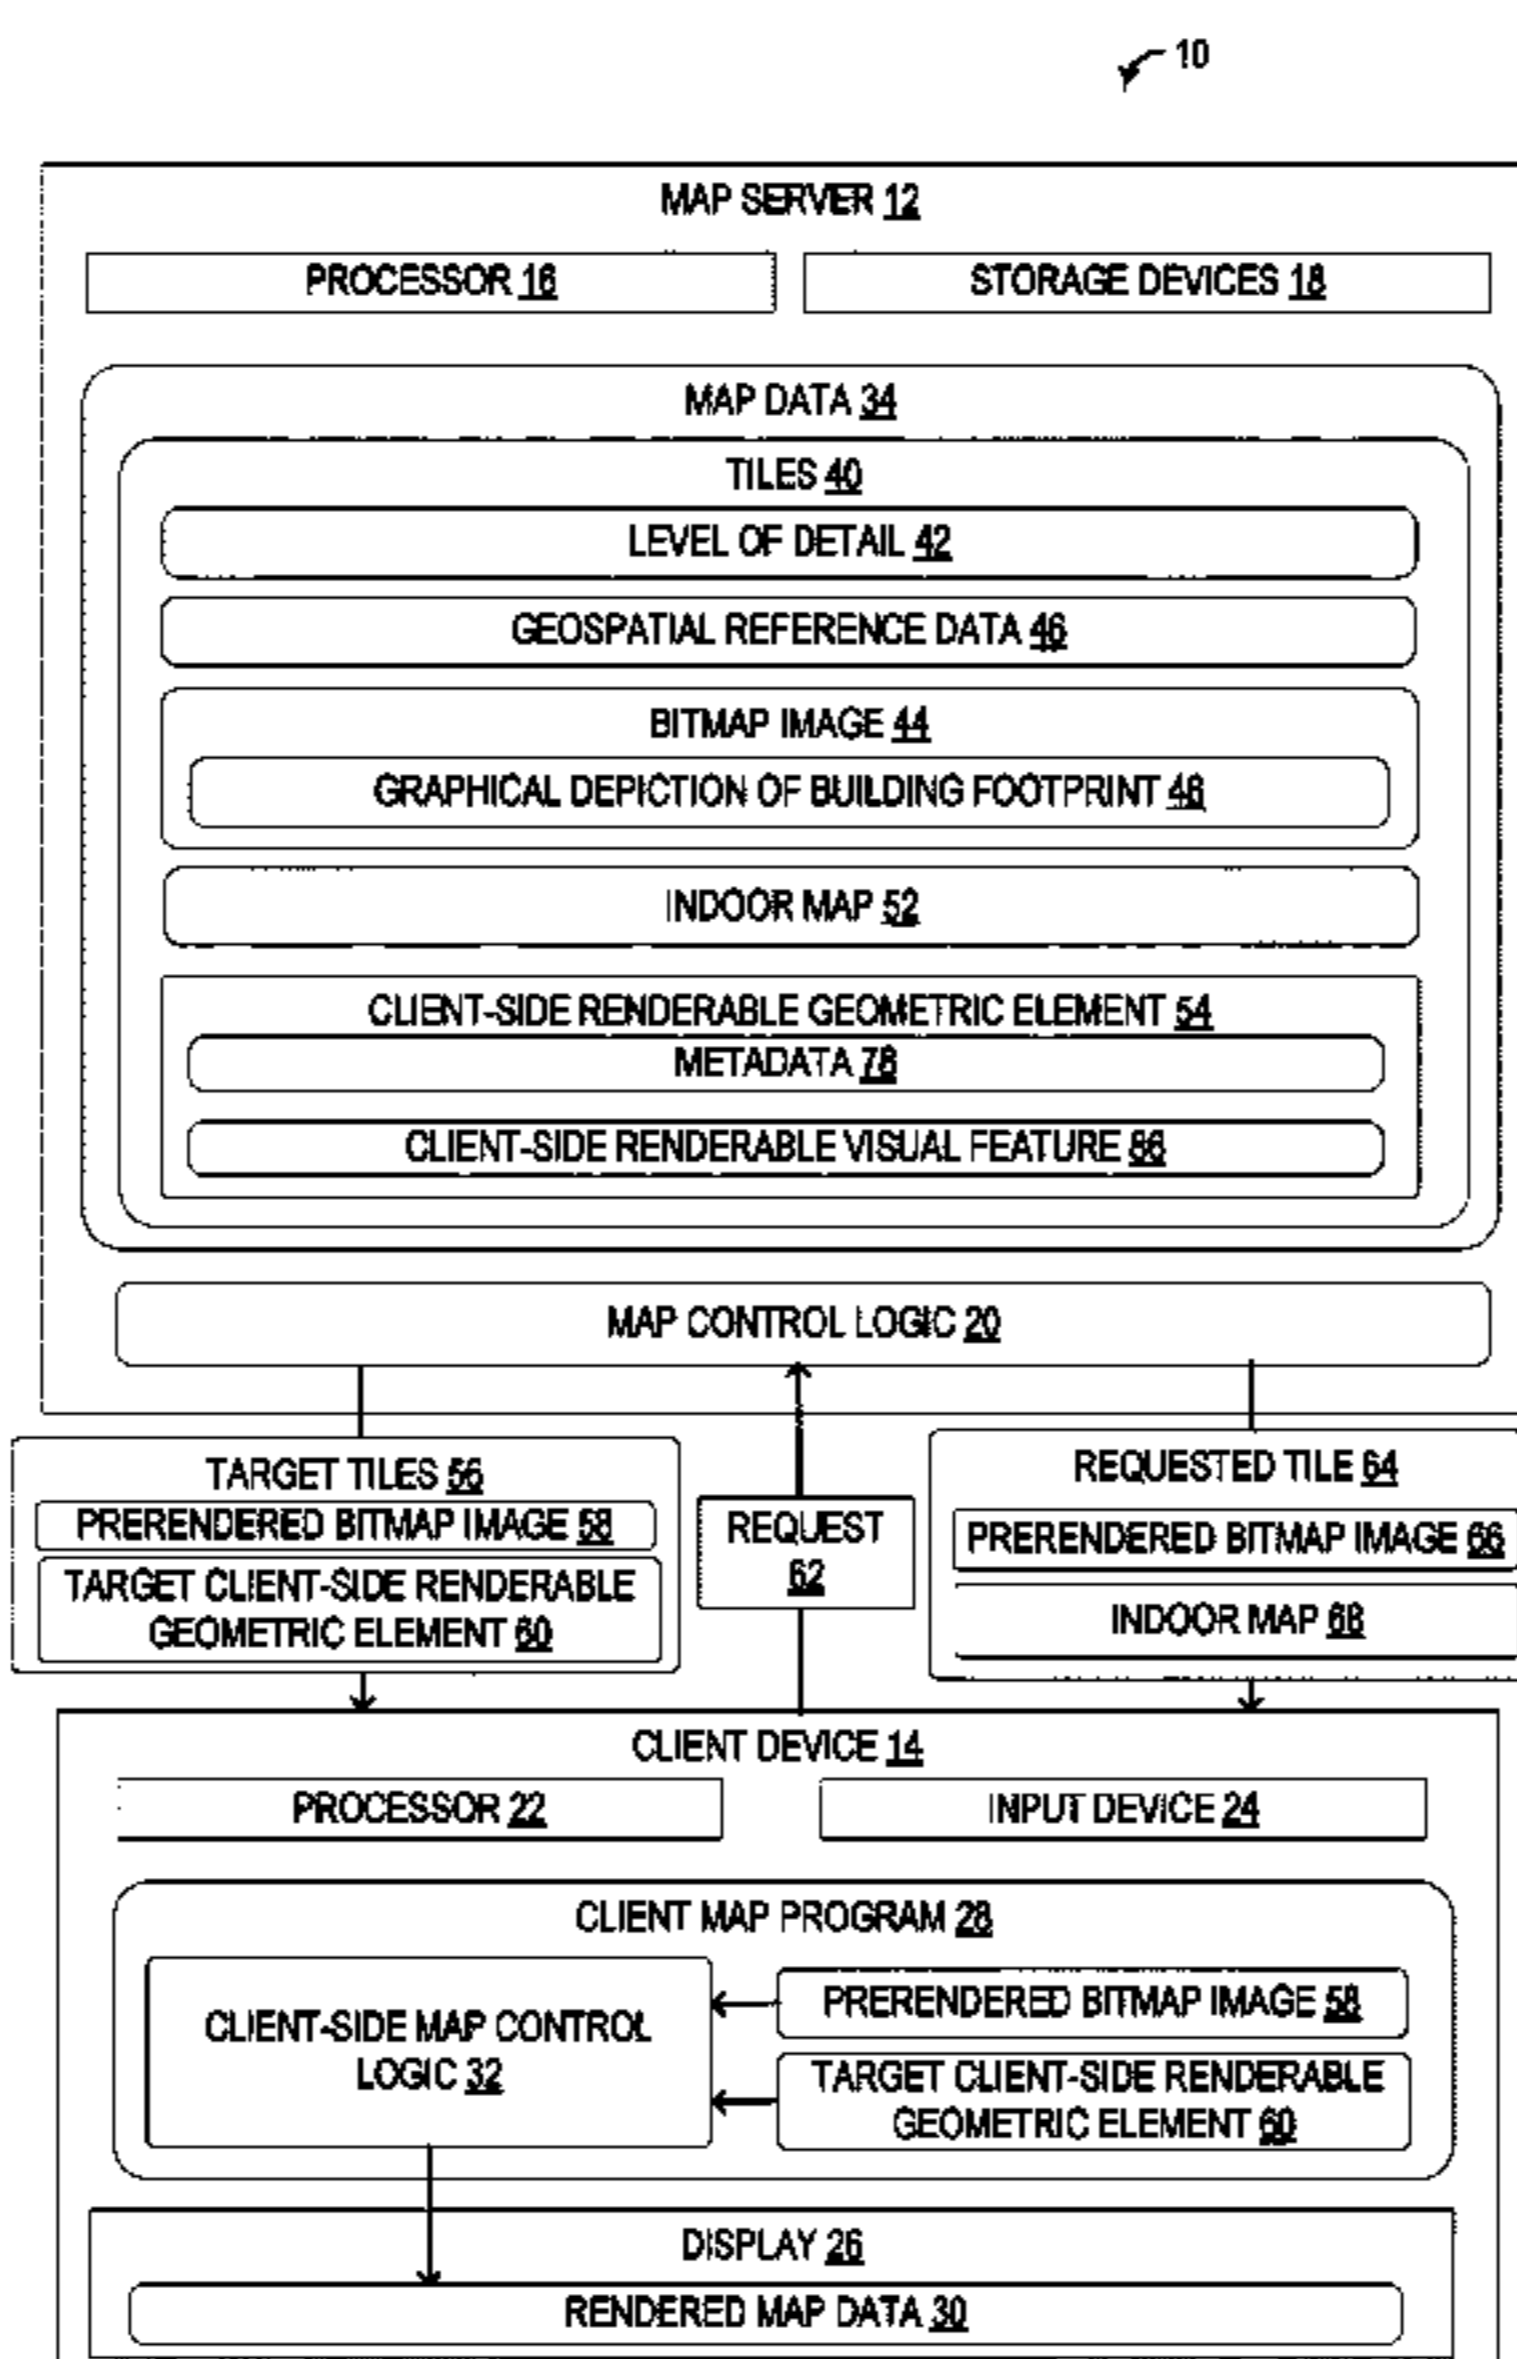 10
MAP SERVER 12
PROCESSOR 16
STORAGE DEVICES 18
MAP DATA 34
TILES 40
LEVEL OF DETAIL 42
GEOSPATIAL REFERENCE DATA 46
BITMAP IMAGE 44
GRAPHICAL DEPICTION OF BUILDING FOOTPRINT 48
INDOOR MAP 52
CLIENT-SIDE RENDERABLE GEOMETRIC ELEMENT 54
METADATA 78
CLIENT-SIDE RENDERABLE VISUAL FEATURE 86
MAP CONTROL LOGIC 20
TARGET TILES 56
PRERENDERED BITMAP IMAGE 58
TARGET CLIENT-SIDE RENDERABLE
GEOMETRIC ELEMENT 60
REQUEST
62
REQUESTED TILE 64
PRERENDERED BITMAP IMAGE 66
INDOOR MAP 68
CLIENT DEVICE 14
PROCESSOR 22
INPUT DEVICE 24
CLIENT MAP PROGRAM 28
CLIENT-SIDE MAP CONTROL
LOGIC 32
PRERENDERED BITMAP IMAGE 58
TARGET CLIENT-SIDE RENDERABLE
GEOMETRIC ELEMENT 60
DISPLAY 26
RENDERED MAP DATA 30